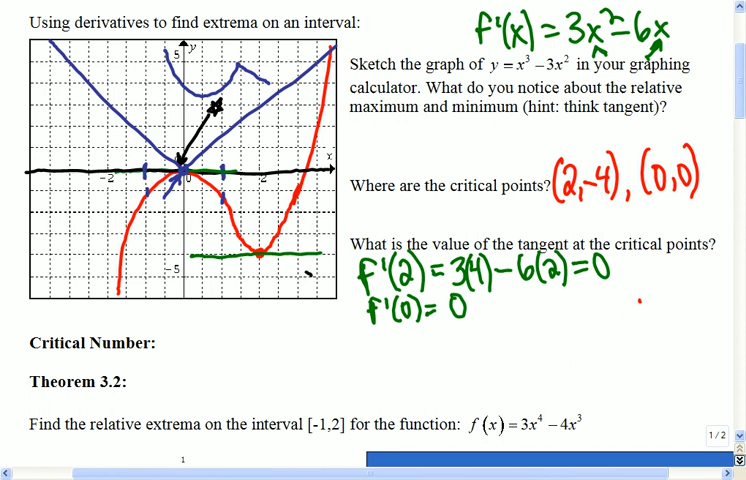 Using derivatives to find extrema on an interval:
f'(x) = 3x² − 6x
5
y
x
−2
0
2
−5
Sketch the graph of y = x³ − 3x² in your graphing
calculator. What do you notice about the relative
maximum and minimum (hint: think tangent)?
Where are the critical points? (2,−4), (0,0)
What is the value of the tangent at the critical points?
f'(2) = 3(4) − 6(2) = 0
f'(0) = 0
Critical Number:
Theorem 3.2:
Find the relative extrema on the interval [-1,2] for the function: f(x) = 3x⁴ − 4x³
1 / 2
1